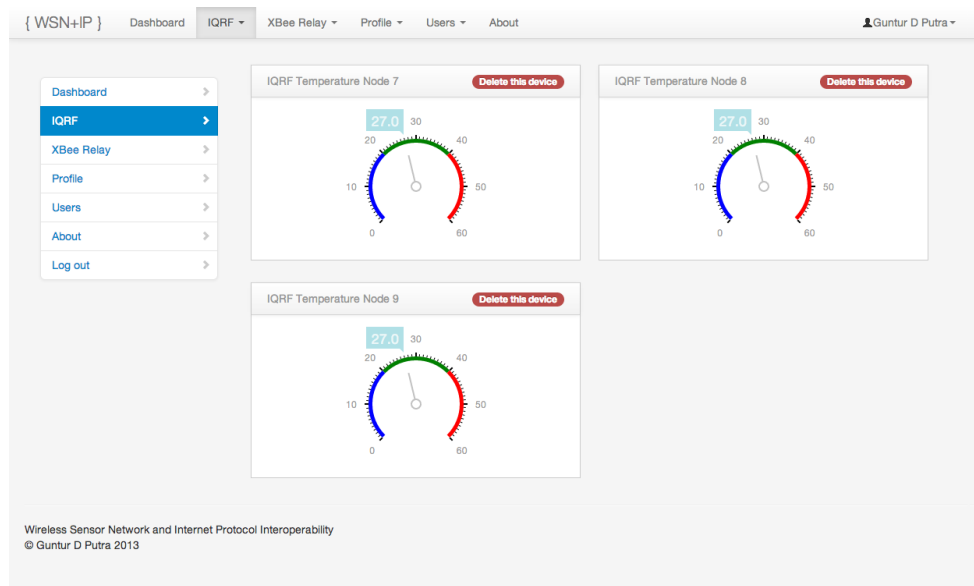 { WSN+IP } Dashboard IQRF XBee Relay Profile Users About Guntur D Putra
Dashboard
IQRF
XBee Relay
Profile
Users
About
Log out
IQRF Temperature Node 7 Delete this device
27.0 30
20 40
10 50
0 60
IQRF Temperature Node 8 Delete this device
27.0 30
20 40
10 50
0 60
IQRF Temperature Node 9 Delete this device
27.0 30
20 40
10 50
0 60
Wireless Sensor Network and Internet Protocol Interoperability
© Guntur D Putra 2013